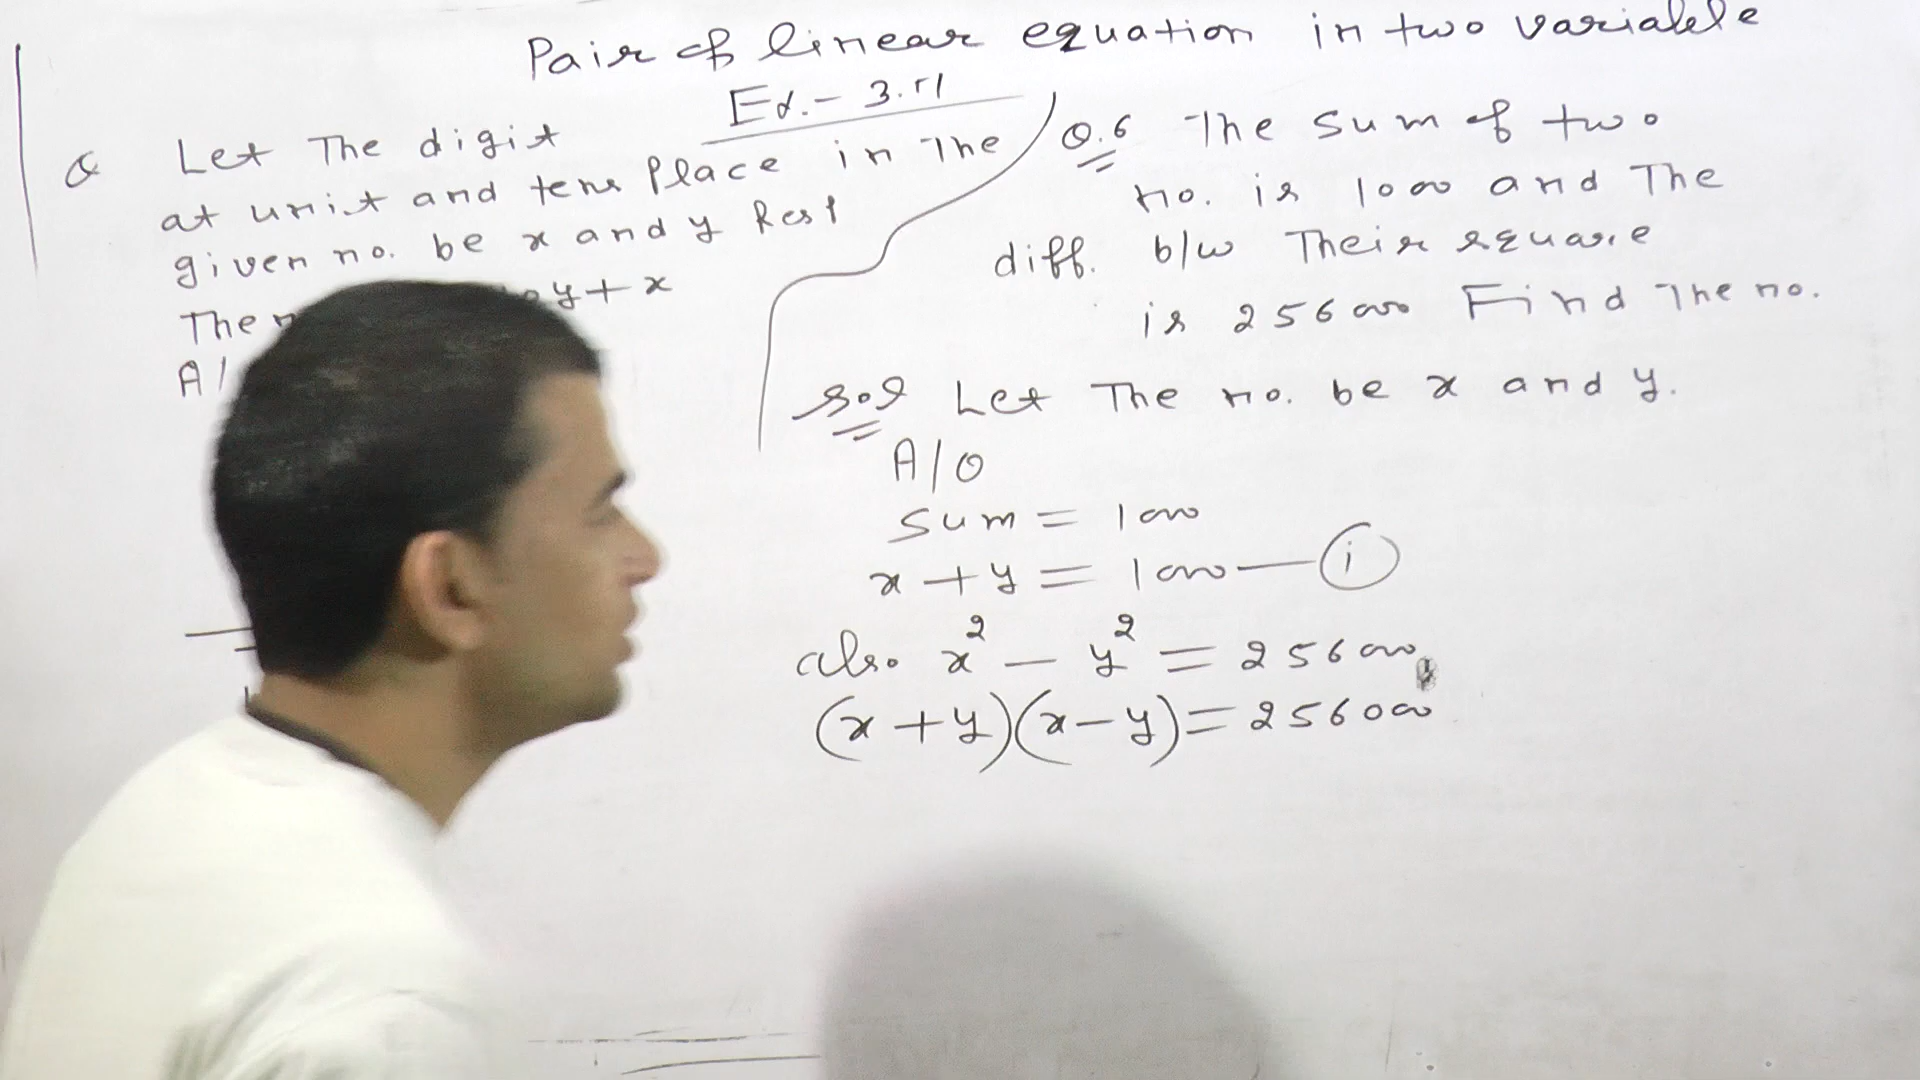 Pair of linear equation in two variable
Ex.- 3.11
Q Let The digit
at unit and tens Place in The
given no. be x and y Resp
The n y+x
A/
Q.6 The Sum of two
no. is 1000 and The
diff. b/w Their square
is 256000 Find The no.
Sol Let The no. be x and y.
A/Q
Sum = 1000
x + y = 1000 — (i)
also x² - y² = 256000
(x + y)(x - y) = 256000